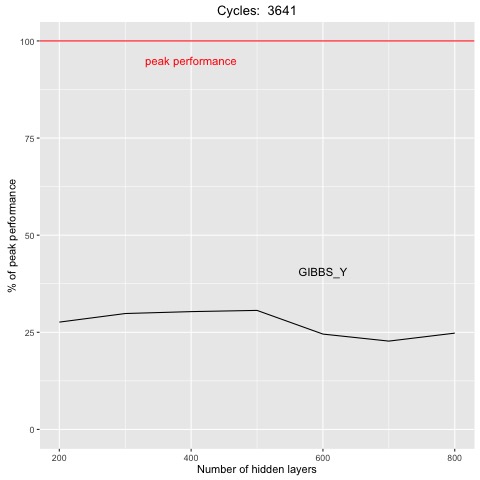 Cycles:  3641
100
peak performance
75
% of peak performance
50
GIBBS_Y
25
0
200 400 600 800
Number of hidden layers